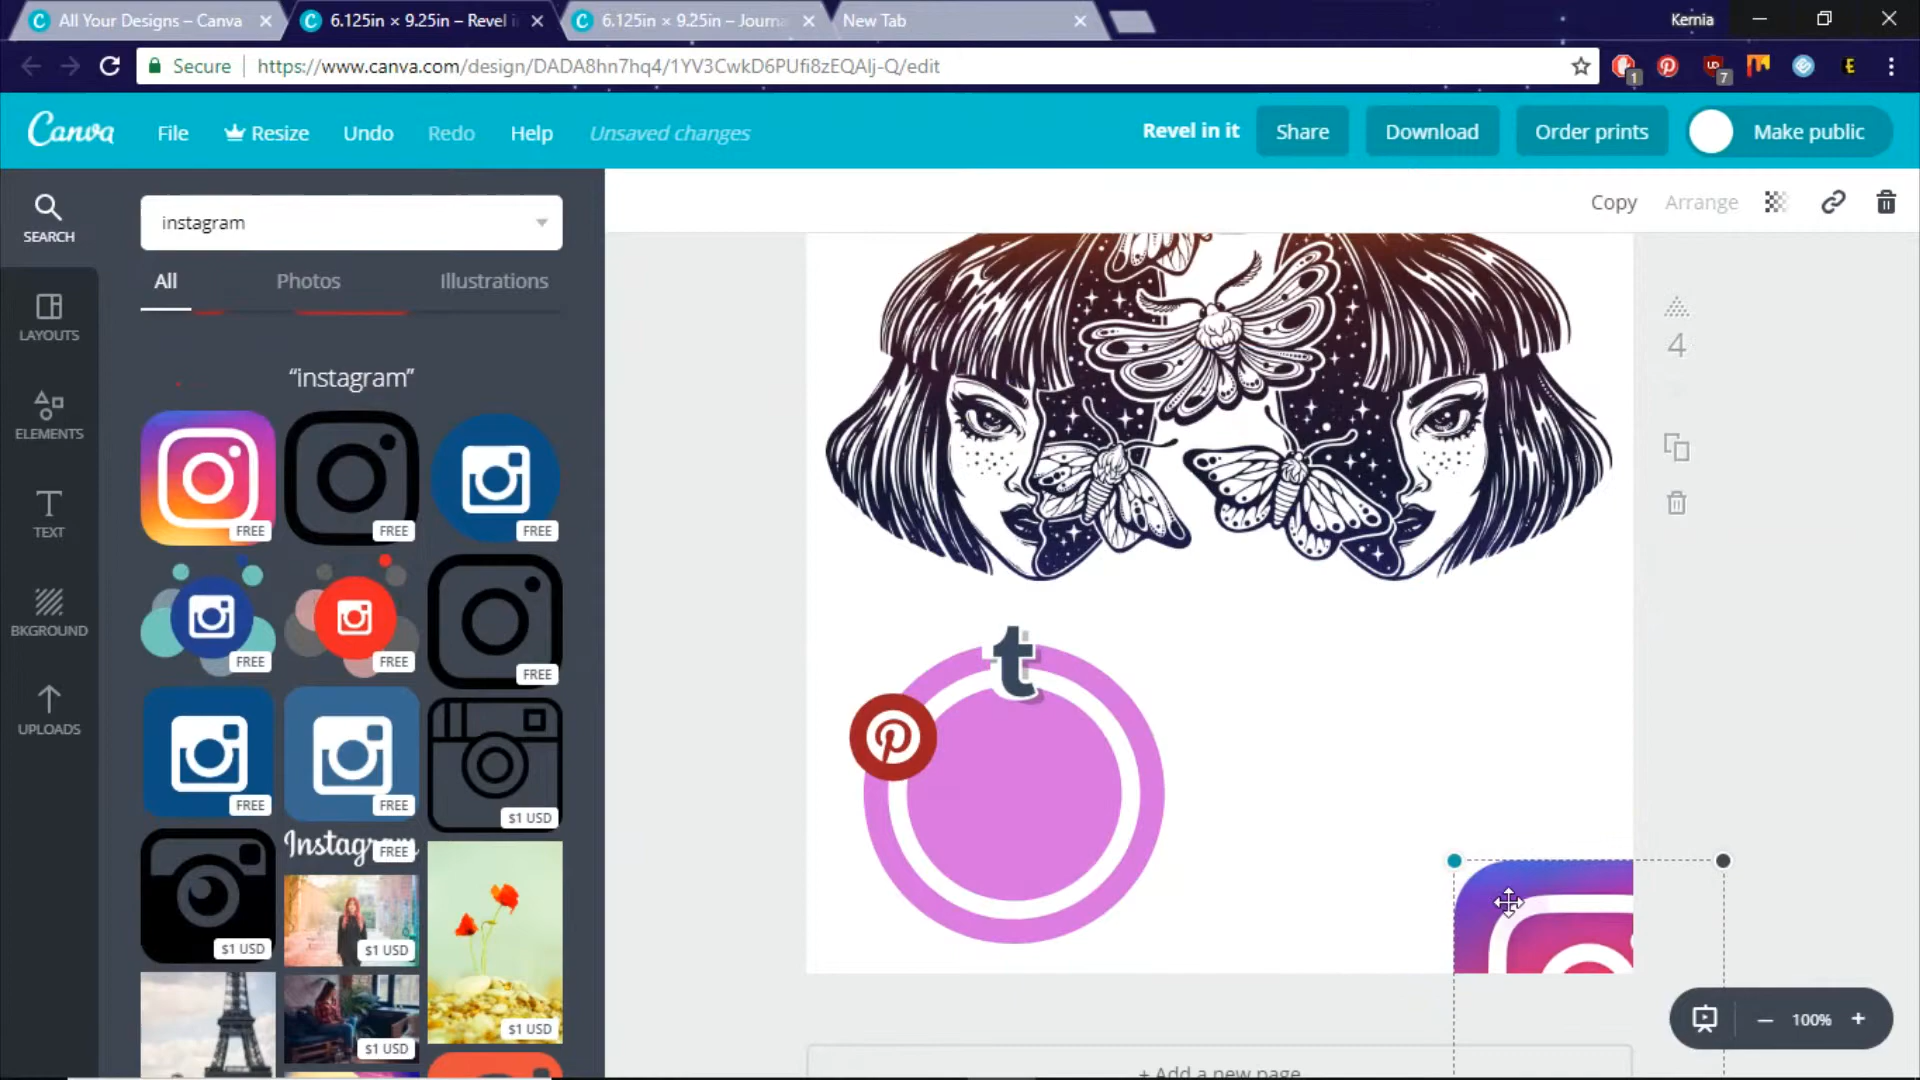 All Your Designs – Canva
6.125in × 9.25in – Revel i
6.125in × 9.25in – Journa
New Tab
Kernia
Secure
https://www.canva.com/design/DADA8hn7hq4/1YV3CwkD6PUfi8zEQAlj-Q/edit
1
7
Canva
File
Resize
Undo
Redo
Help
Unsaved changes
Revel in it
Share
Download
Order prints
Make public
SEARCH
instagram
Copy
Arrange
All
Photos
Illustrations
LAYOUTS
4
“instagram”
ELEMENTS
FREE
FREE
FREE
TEXT
BKGROUND
FREE
FREE
FREE
t
UPLOADS
FREE
FREE
$1 USD
Instagram
FREE
$1 USD
$1 USD
$1 USD
$1 USD
100%
+ Add a new page